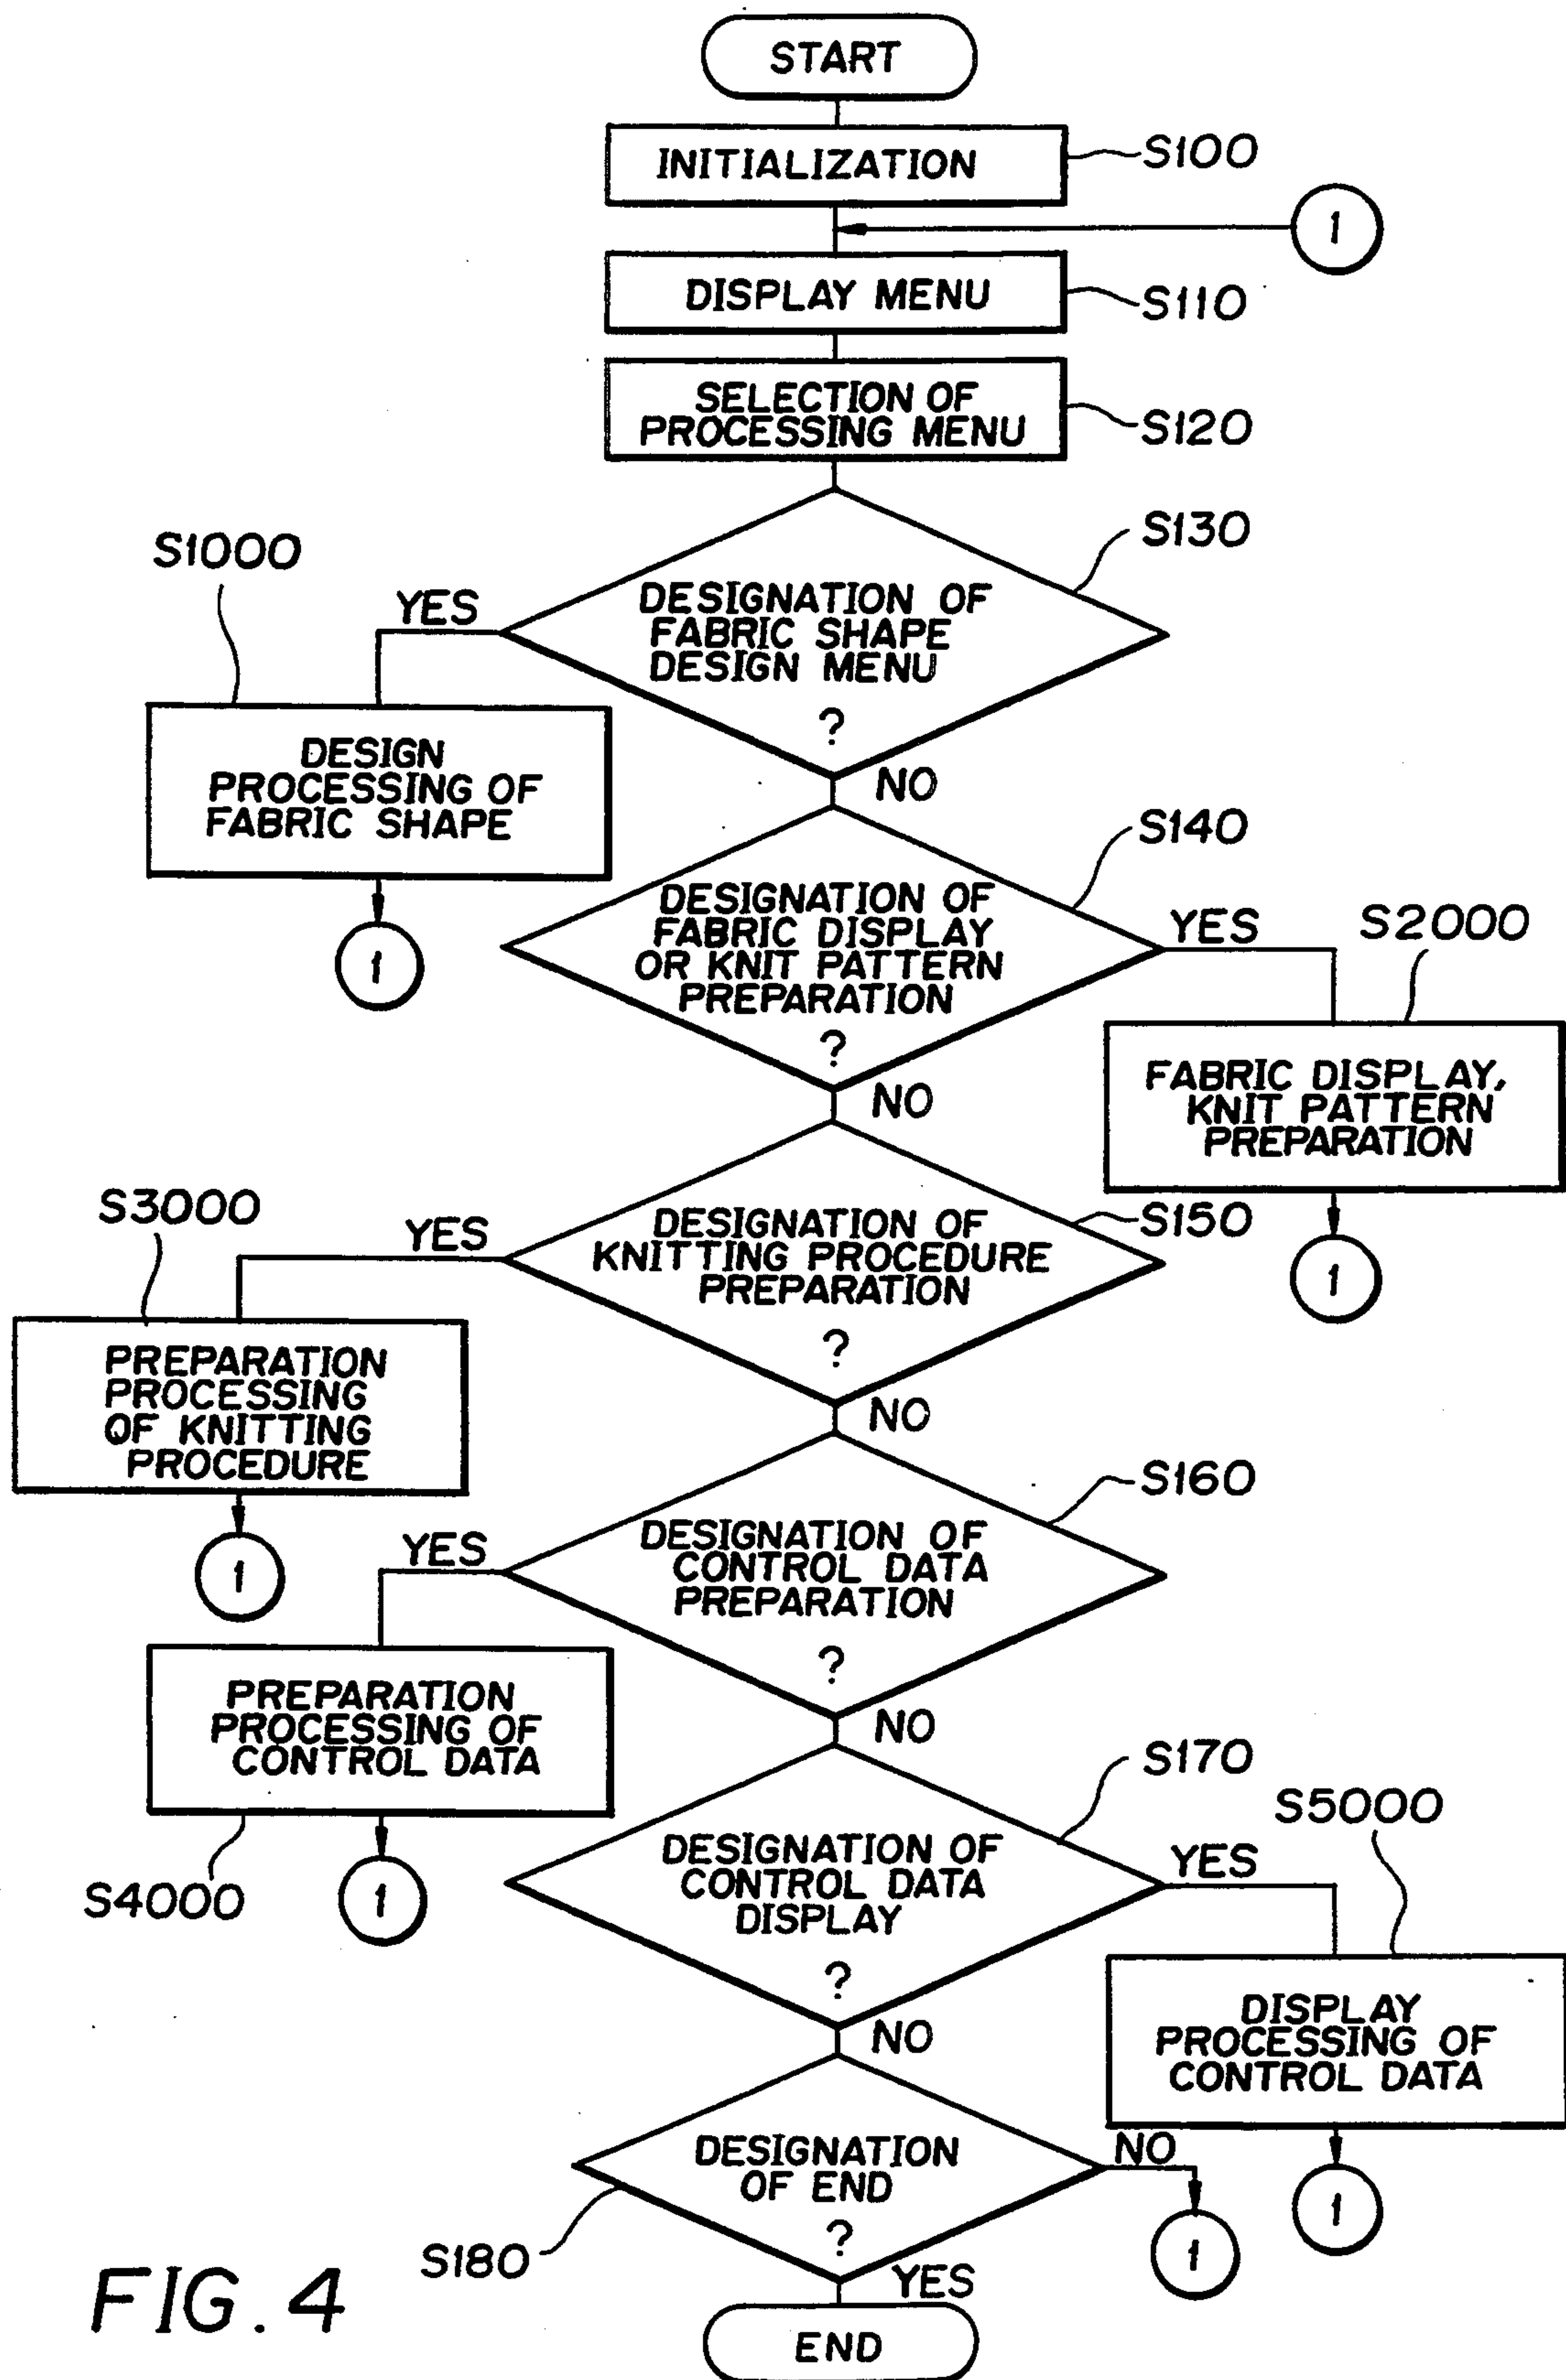 START
INITIALIZATION
S100
1
DISPLAY MENU
S110
SELECTION OF
PROCESSING MENU
S120
S130
S1000
YES
DESIGNATION OF
FABRIC SHAPE
DESIGN MENU
?
NO
DESIGN
PROCESSING OF
FABRIC SHAPE
1
S140
DESIGNATION OF
FABRIC DISPLAY
OR KNIT PATTERN
PREPARATION
?
YES
S2000
NO
FABRIC DISPLAY,
KNIT PATTERN
PREPARATION
1
S3000
YES
DESIGNATION OF
KNITTING PROCEDURE
PREPARATION
?
S150
NO
PREPARATION
PROCESSING
OF KNITTING
PROCEDURE
1
S160
YES
DESIGNATION OF
CONTROL DATA
PREPARATION
?
NO
PREPARATION
PROCESSING OF
CONTROL DATA
S4000
1
S170
DESIGNATION OF
CONTROL DATA
DISPLAY
?
YES
S5000
NO
DISPLAY
PROCESSING OF
CONTROL DATA
1
DESIGNATION
OF END
?
NO
1
S180
YES
END
FIG. 4